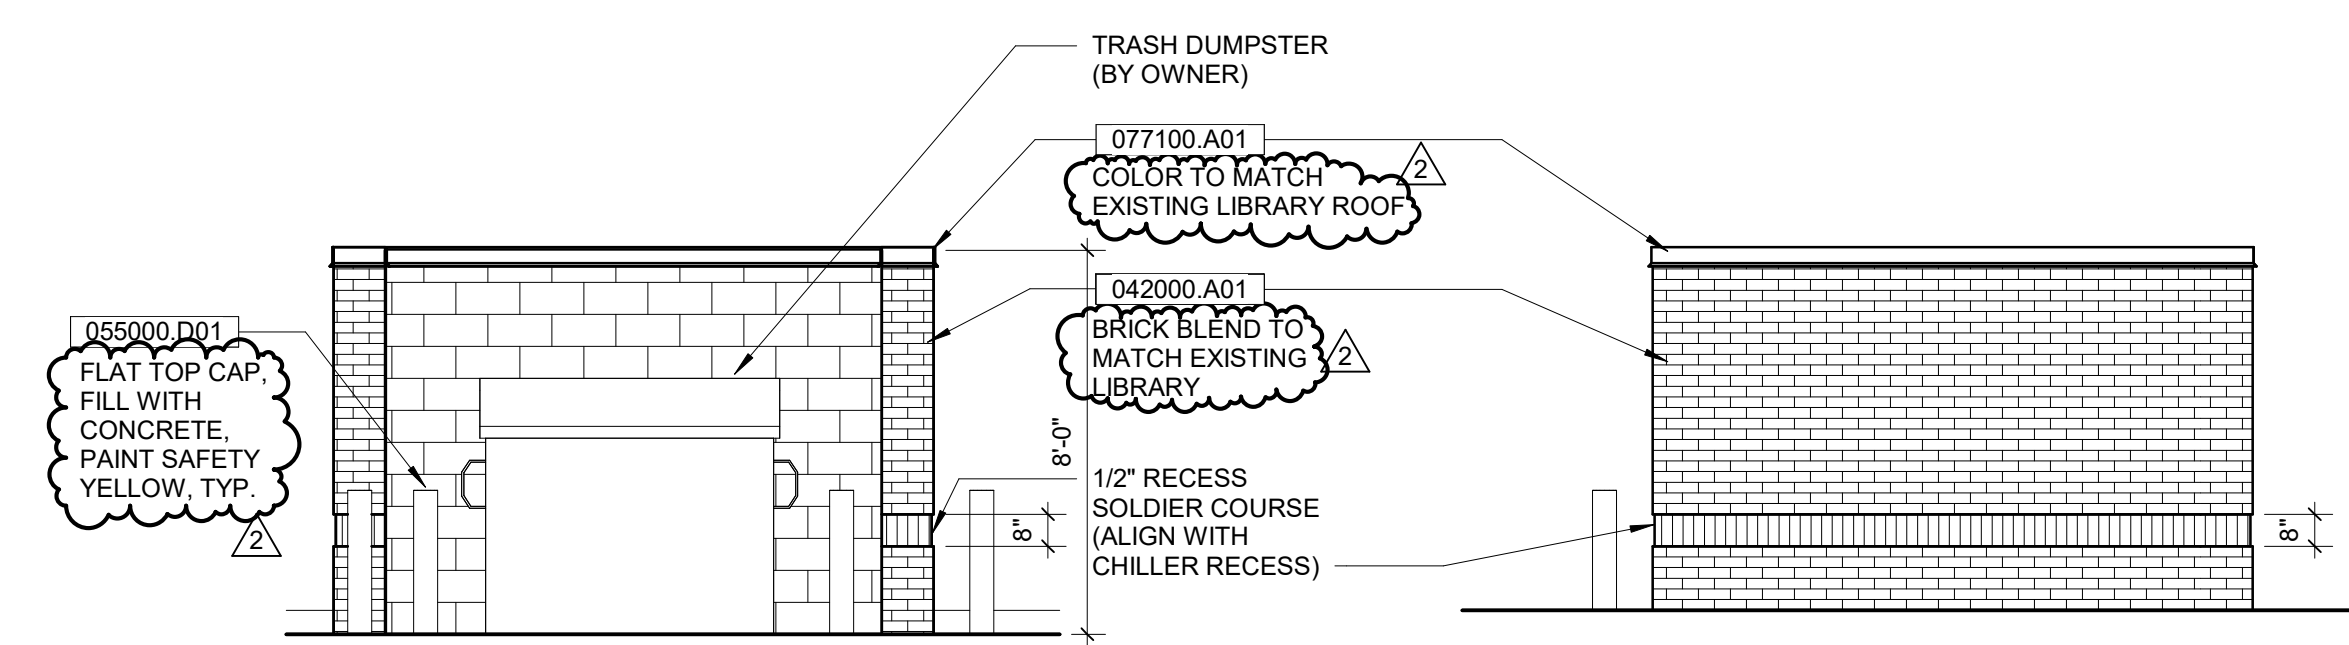 TRASH DUMPSTER
(BY OWNER)
077100.A01
COLOR TO MATCH
EXISTING LIBRARY ROOF
2
042000.A01
BRICK BLEND TO
MATCH EXISTING
LIBRARY
2
055000.D01
FLAT TOP CAP,
FILL WITH
CONCRETE,
PAINT SAFETY
YELLOW, TYP.
2
8'-0"
1/2" RECESS
SOLDIER COURSE
(ALIGN WITH
CHILLER RECESS)
8"
8"